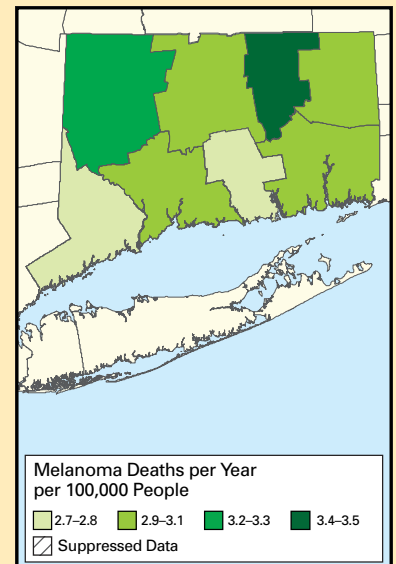 Melanoma Deaths per Year
per 100,000 People
2.7–2.8 2.9–3.1 3.2–3.3 3.4–3.5
Suppressed Data